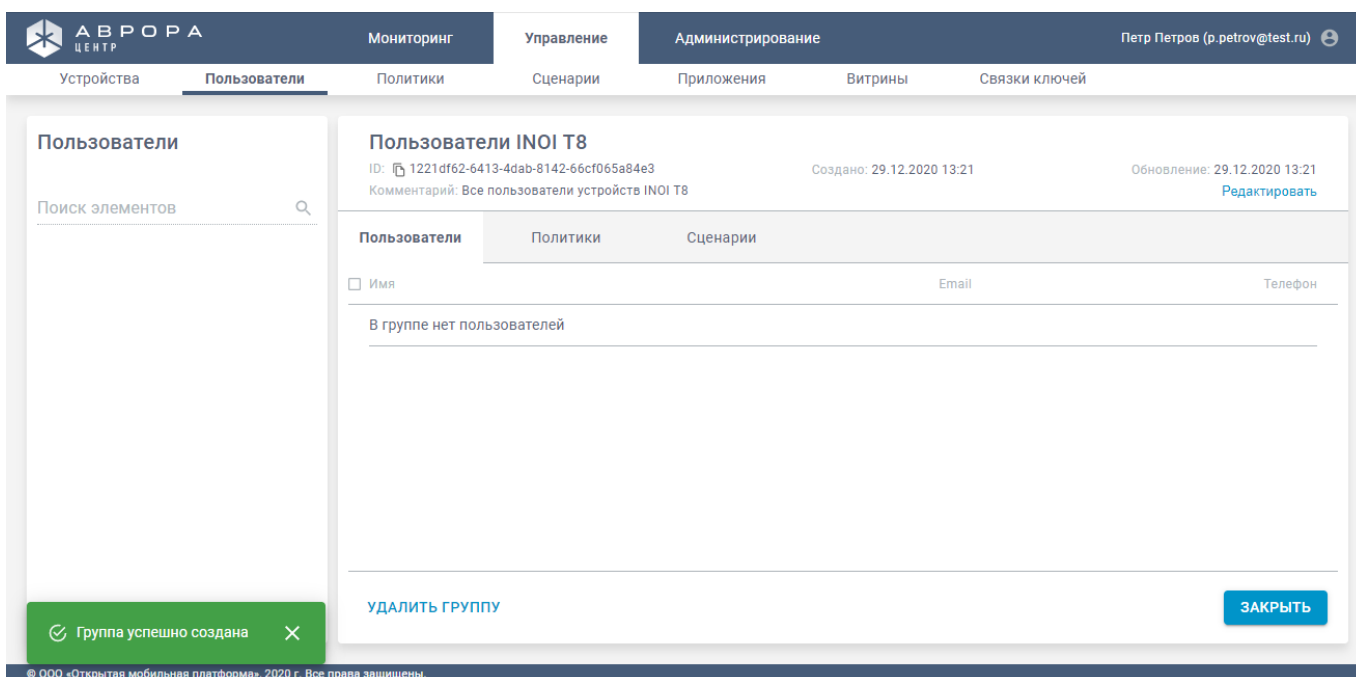 АВРОРА
ЦЕНТР
Мониторинг Управление Администрирование Петр Петров (p.petrov@test.ru)
Устройства Пользователи Политики Сценарии Приложения Витрины Связки ключей
Пользователи
Поиск элементов
Пользователи INOI T8
ID: 1221df62-6413-4dab-8142-66cf065a84e3 Создано: 29.12.2020 13:21 Обновление: 29.12.2020 13:21
Комментарий: Все пользователи устройств INOI T8 Редактировать
Пользователи Политики Сценарии
Имя Email Телефон
В группе нет пользователей
УДАЛИТЬ ГРУППУ ЗАКРЫТЬ
Группа успешно создана
© ООО «Открытая мобильная платформа», 2020 г. Все права защищены.